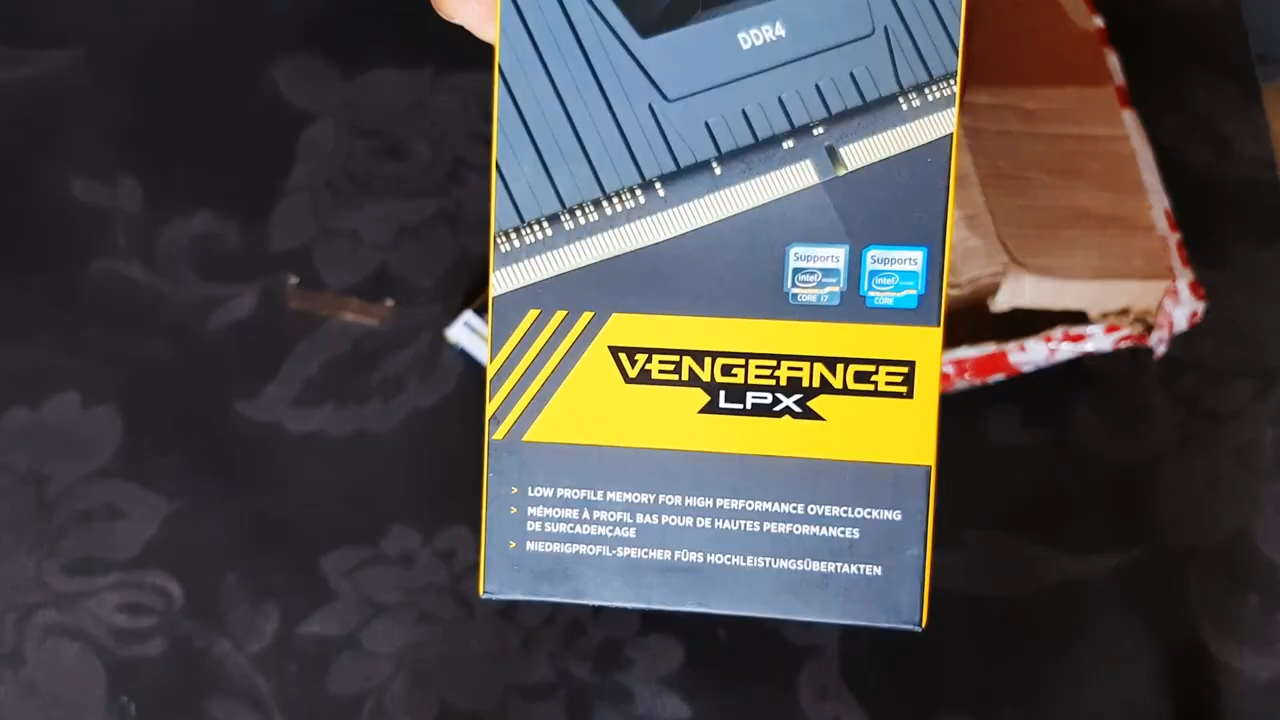 DDR4
Supports
intel
CORE i7
Supports
intel
CORE
VENGEANCE
LPX
> LOW PROFILE MEMORY FOR HIGH PERFORMANCE OVERCLOCKING
> MÉMOIRE À PROFIL BAS POUR DE HAUTES PERFORMANCES
DE SURCADENÇAGE
> NIEDRIGPROFIL-SPEICHER FÜRS HOCHLEISTUNGSÜBERTAKTEN